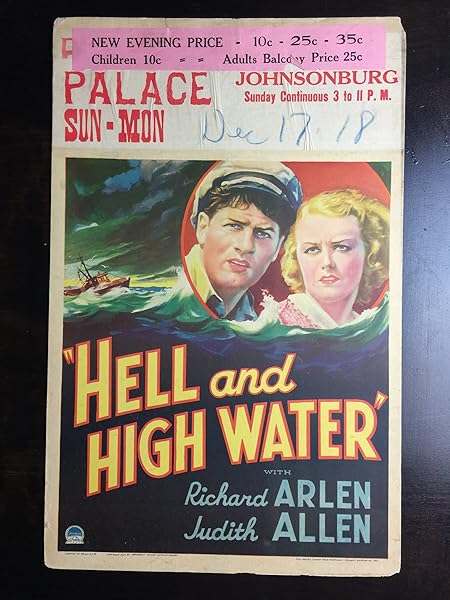 NEW EVENING PRICE - 10c - 25c - 35c
Children 10c = = Adults Balcony Price 25c
PALACE
JOHNSONBURG
Sunday Continuous 3 to 11 P. M.
SUN - MON
Dec 17-18
"HELL and
HIGH WATER"
WITH
Richard ARLEN
Judith ALLEN